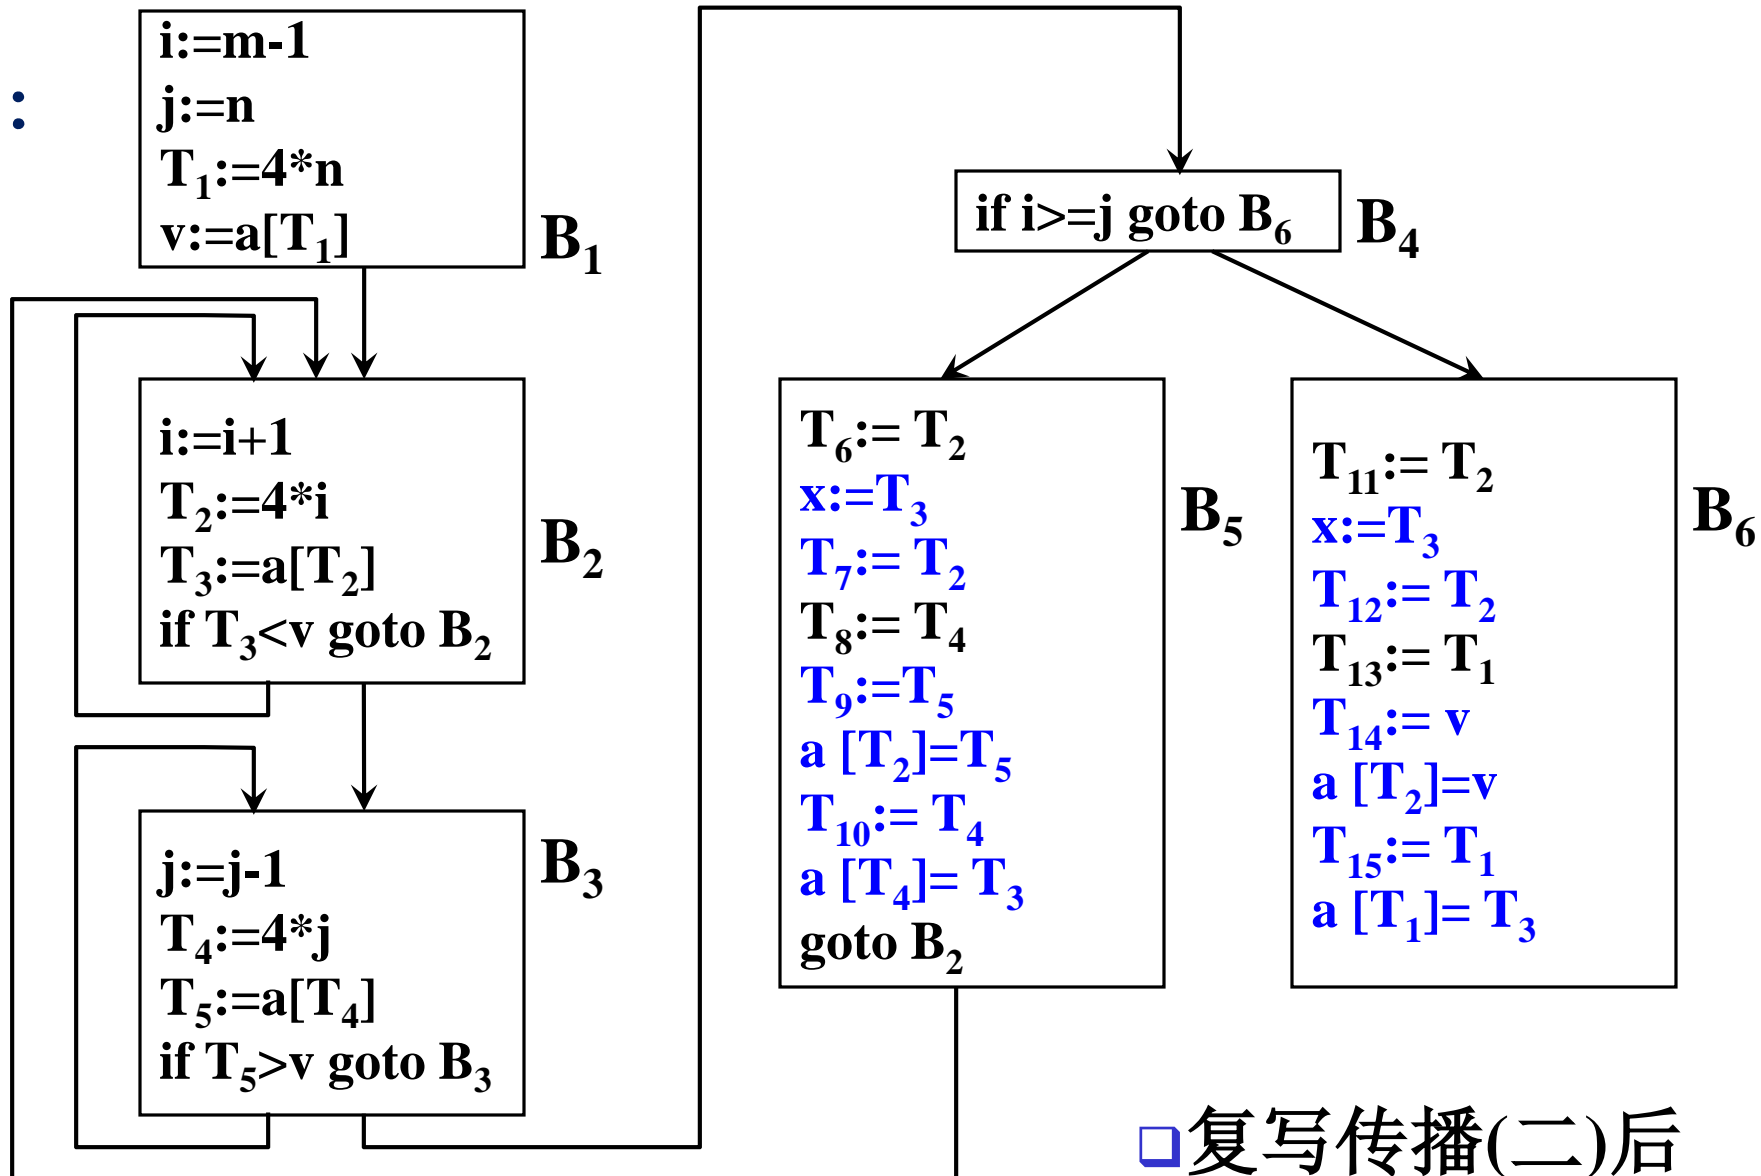 :
i:=m-1
j:=n
T₁:=4*n
v:=a[T₁]
B₁
i:=i+1
T₂:=4*i
T₃:=a[T₂]
if T₃<v goto B₂
B₂
j:=j-1
T₄:=4*j
T₅:=a[T₄]
if T₅>v goto B₃
B₃
if i>=j goto B₆
B₄
T₆:= T₂
x:=T₃
T₇:= T₂
T₈:= T₄
T₉:=T₅
a [T₂]=T₅
T₁₀:= T₄
a [T₄]= T₃
goto B₂
B₅
T₁₁:= T₂
x:=T₃
T₁₂:= T₂
T₁₃:= T₁
T₁₄:= v
a [T₂]=v
T₁₅:= T₁
a [T₁]= T₃
B₆
❑复写传播(二)后